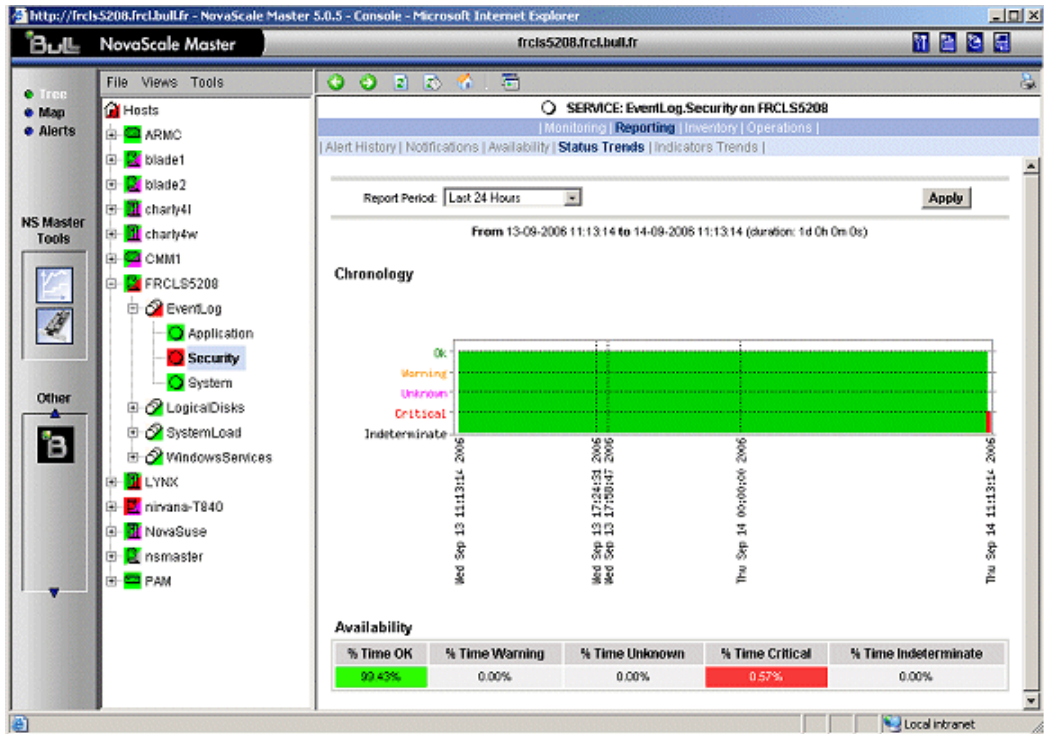 http://frcls5208.frcl.bull.fr - NovaScale Master 5.0.5 - Console - Microsoft Internet Explorer
Bull NovaScale Master frcls5208.frcl.bull.fr
Tree
Map
Alerts
NS Master
Tools
Other
B
File Views Tools
Hosts
ARMC
blade1
blade2
charly4l
charly4w
CMM1
FRCLS5208
EventLog
Application
Security
System
LogicalDisks
SystemLoad
WindowsServices
LYNX
nirvana-T840
NovaSuse
nsmaster
PAM
SERVICE: EventLog.Security on FRCLS5208
| Monitoring | Reporting | Inventory | Operations |
| Alert History | Notifications | Availability | Status Trends | Indicators Trends |
Report Period: Last 24 Hours Apply
From 13-09-2006 11:13:14 to 14-09-2006 11:13:14 (duration: 1d 0h 0m 0s)
Chronology
Ok
Warning
Unknown
Critical
Indeterminate
Wed Sep 13 11:13:14 2006
Wed Sep 13 17:24:31 2006
Wed Sep 13 17:58:47 2006
Thu Sep 14 00:00:00 2006
Thu Sep 14 11:13:14 2006
Availability
% Time OK % Time Warning % Time Unknown % Time Critical % Time Indeterminate
99.43% 0.00% 0.00% 0.57% 0.00%
Local intranet